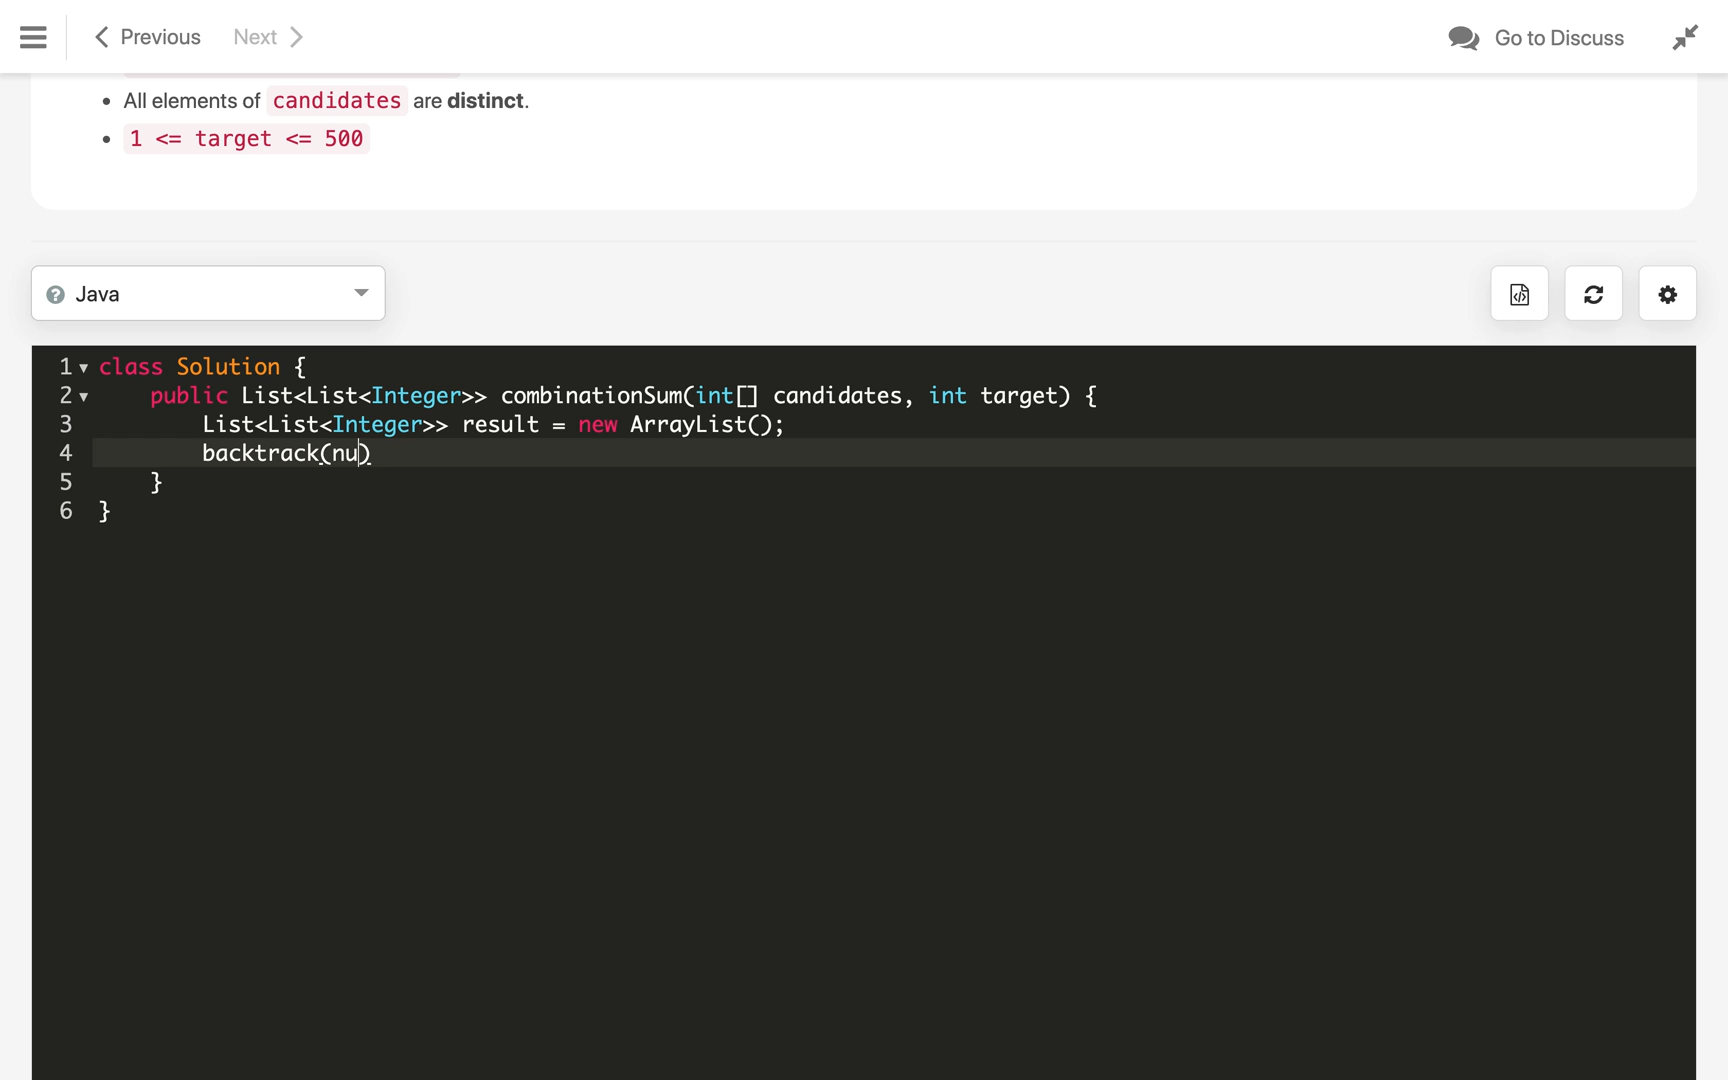 Previous Next Go to Discuss
All elements of candidates are distinct.
1 <= target <= 500
Java
1 class Solution {
2 public List<List<Integer>> combinationSum(int[] candidates, int target) {
3 List<List<Integer>> result = new ArrayList();
4 backtrack(nu)
5 }
6 }